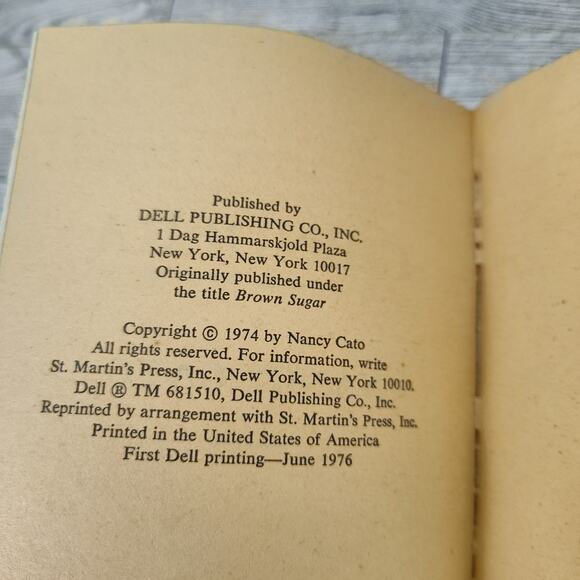 Published by
DELL PUBLISHING CO., INC.
1 Dag Hammarskjold Plaza
New York, New York 10017
Originally published under
the title Brown Sugar
Copyright © 1974 by Nancy Cato
All rights reserved. For information, write
St. Martin's Press, Inc., New York, New York 10010.
Dell ® TM 681510, Dell Publishing Co., Inc.
Reprinted by arrangement with St. Martin's Press, Inc.
Printed in the United States of America
First Dell printing—June 1976